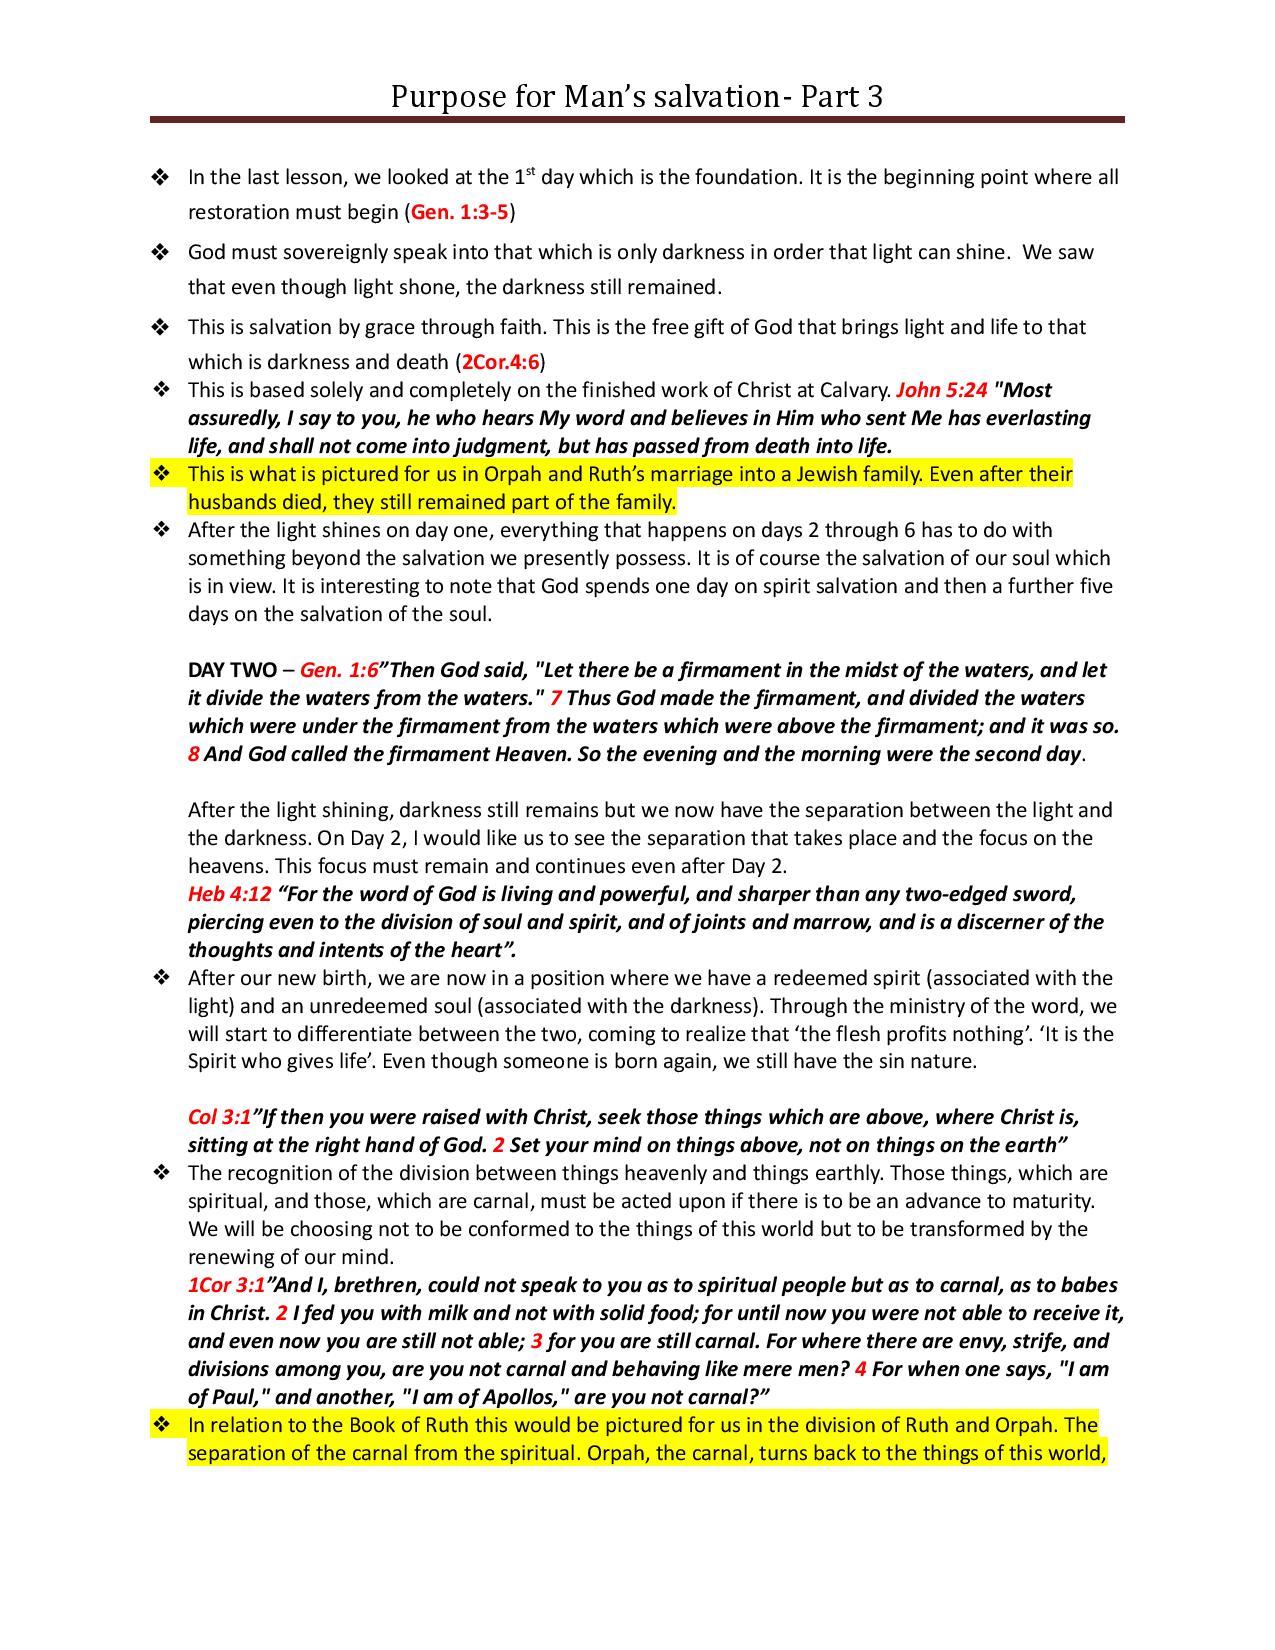 Purpose for Man’s salvation- Part 3
❖ In the last lesson, we looked at the 1st day which is the foundation. It is the beginning point where all
restoration must begin (Gen. 1:3-5)
❖ God must sovereignly speak into that which is only darkness in order that light can shine.  We saw
that even though light shone, the darkness still remained.
❖ This is salvation by grace through faith. This is the free gift of God that brings light and life to that
which is darkness and death (2Cor.4:6)
❖ This is based solely and completely on the finished work of Christ at Calvary. John 5:24 "Most
assuredly, I say to you, he who hears My word and believes in Him who sent Me has everlasting
life, and shall not come into judgment, but has passed from death into life.
❖ This is what is pictured for us in Orpah and Ruth’s marriage into a Jewish family. Even after their
husbands died, they still remained part of the family.
❖ After the light shines on day one, everything that happens on days 2 through 6 has to do with
something beyond the salvation we presently possess. It is of course the salvation of our soul which
is in view. It is interesting to note that God spends one day on spirit salvation and then a further five
days on the salvation of the soul.
DAY TWO – Gen. 1:6”Then God said, "Let there be a firmament in the midst of the waters, and let
it divide the waters from the waters." 7 Thus God made the firmament, and divided the waters
which were under the firmament from the waters which were above the firmament; and it was so.
8 And God called the firmament Heaven. So the evening and the morning were the second day.
After the light shining, darkness still remains but we now have the separation between the light and
the darkness. On Day 2, I would like us to see the separation that takes place and the focus on the
heavens. This focus must remain and continues even after Day 2.
Heb 4:12 “For the word of God is living and powerful, and sharper than any two-edged sword,
piercing even to the division of soul and spirit, and of joints and marrow, and is a discerner of the
thoughts and intents of the heart”.
❖ After our new birth, we are now in a position where we have a redeemed spirit (associated with the
light) and an unredeemed soul (associated with the darkness). Through the ministry of the word, we
will start to differentiate between the two, coming to realize that ‘the flesh profits nothing’. ‘It is the
Spirit who gives life’. Even though someone is born again, we still have the sin nature.
Col 3:1”If then you were raised with Christ, seek those things which are above, where Christ is,
sitting at the right hand of God. 2 Set your mind on things above, not on things on the earth”
❖ The recognition of the division between things heavenly and things earthly. Those things, which are
spiritual, and those, which are carnal, must be acted upon if there is to be an advance to maturity.
We will be choosing not to be conformed to the things of this world but to be transformed by the
renewing of our mind.
1Cor 3:1”And I, brethren, could not speak to you as to spiritual people but as to carnal, as to babes
in Christ. 2 I fed you with milk and not with solid food; for until now you were not able to receive it,
and even now you are still not able; 3 for you are still carnal. For where there are envy, strife, and
divisions among you, are you not carnal and behaving like mere men? 4 For when one says, "I am
of Paul," and another, "I am of Apollos," are you not carnal?”
❖ In relation to the Book of Ruth this would be pictured for us in the division of Ruth and Orpah. The
separation of the carnal from the spiritual. Orpah, the carnal, turns back to the things of this world,